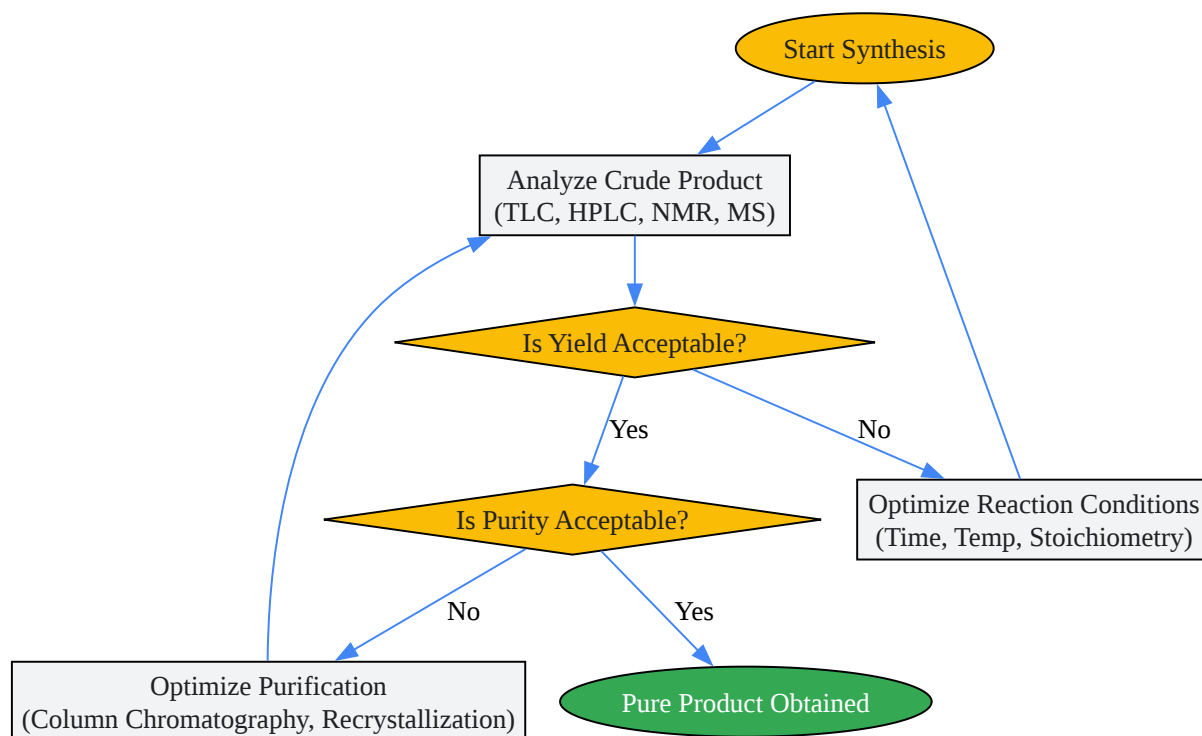 Start Synthesis
Analyze Crude Product
(TLC, HPLC, NMR, MS)
Is Yield Acceptable?
Yes
No
Optimize Reaction Conditions
(Time, Temp, Stoichiometry)
Is Purity Acceptable?
No
Yes
Optimize Purification
(Column Chromatography, Recrystallization)
Pure Product Obtained